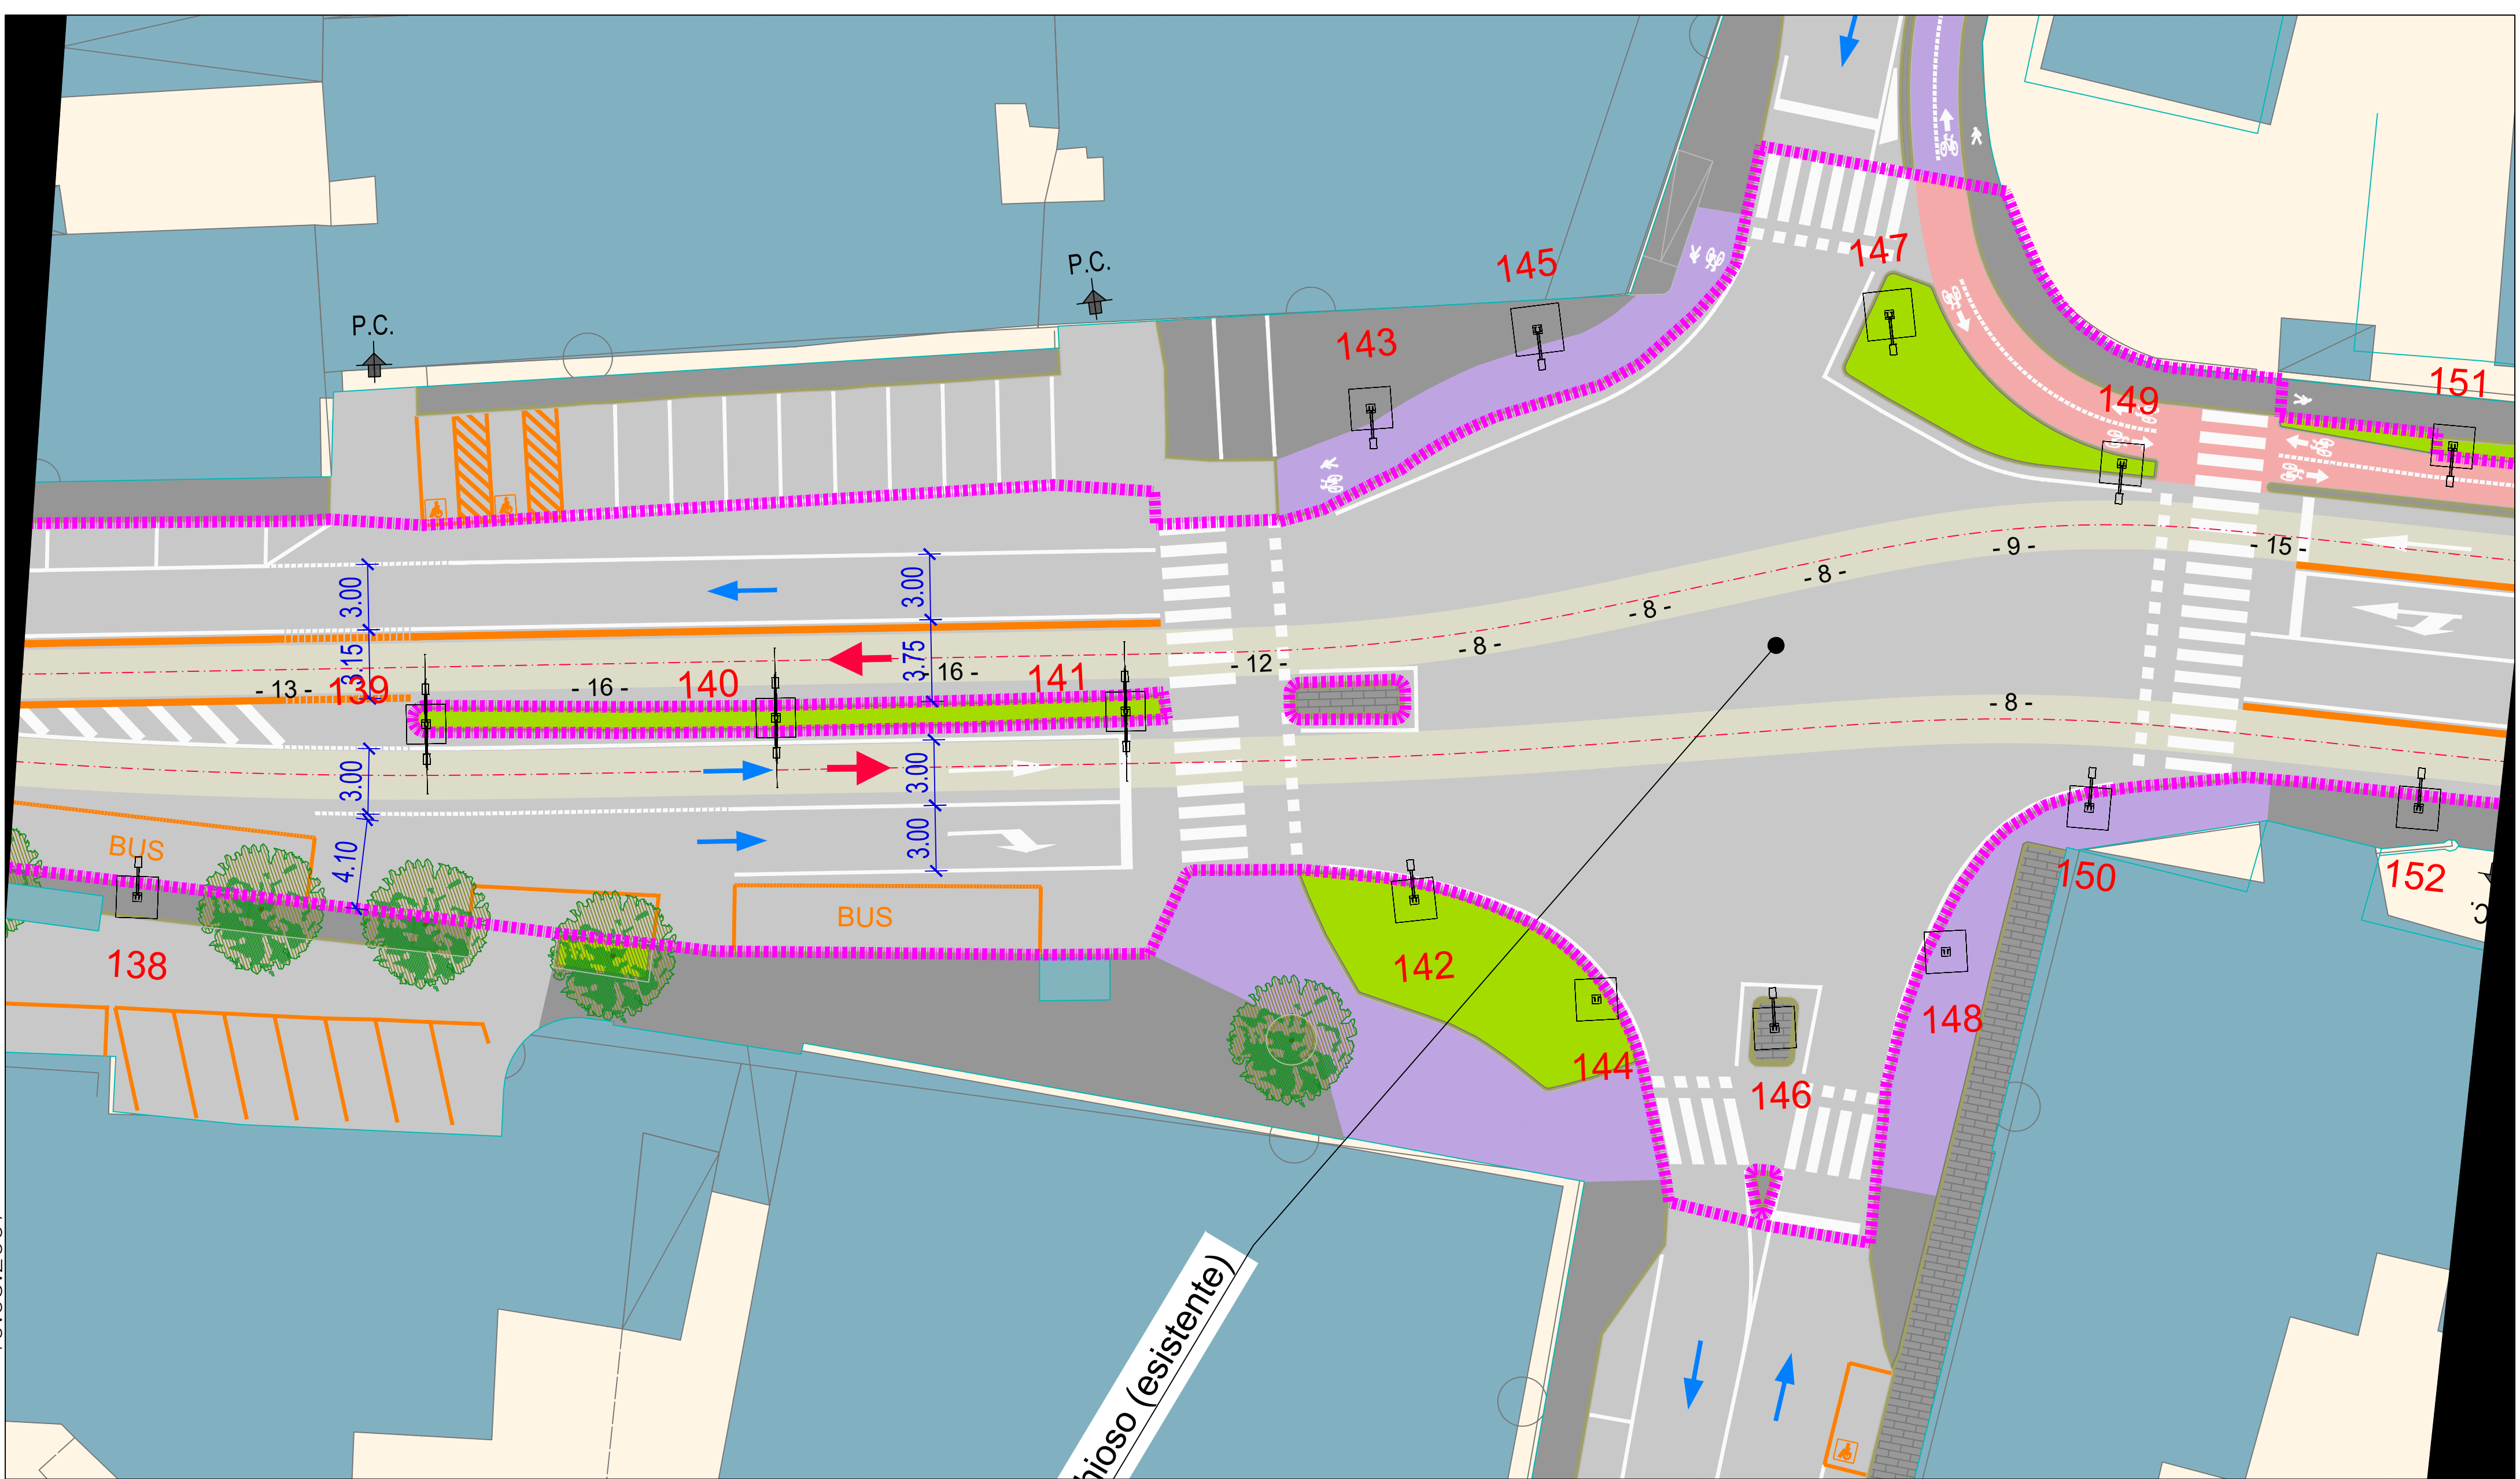 P.C.
P.C.
145
147
143
149
151
- 15 -
- 9 -
- 8 -
- 8 -
- 8 -
3.00
3.00
3.15
3.75
- 13 -
139
- 16 -
140
- 16 -
141
- 12 -
- 8 -
3.00
3.00
3.00
4.10
BUS
BUS
138
142
144
146
148
150
152
hioso (esistente)